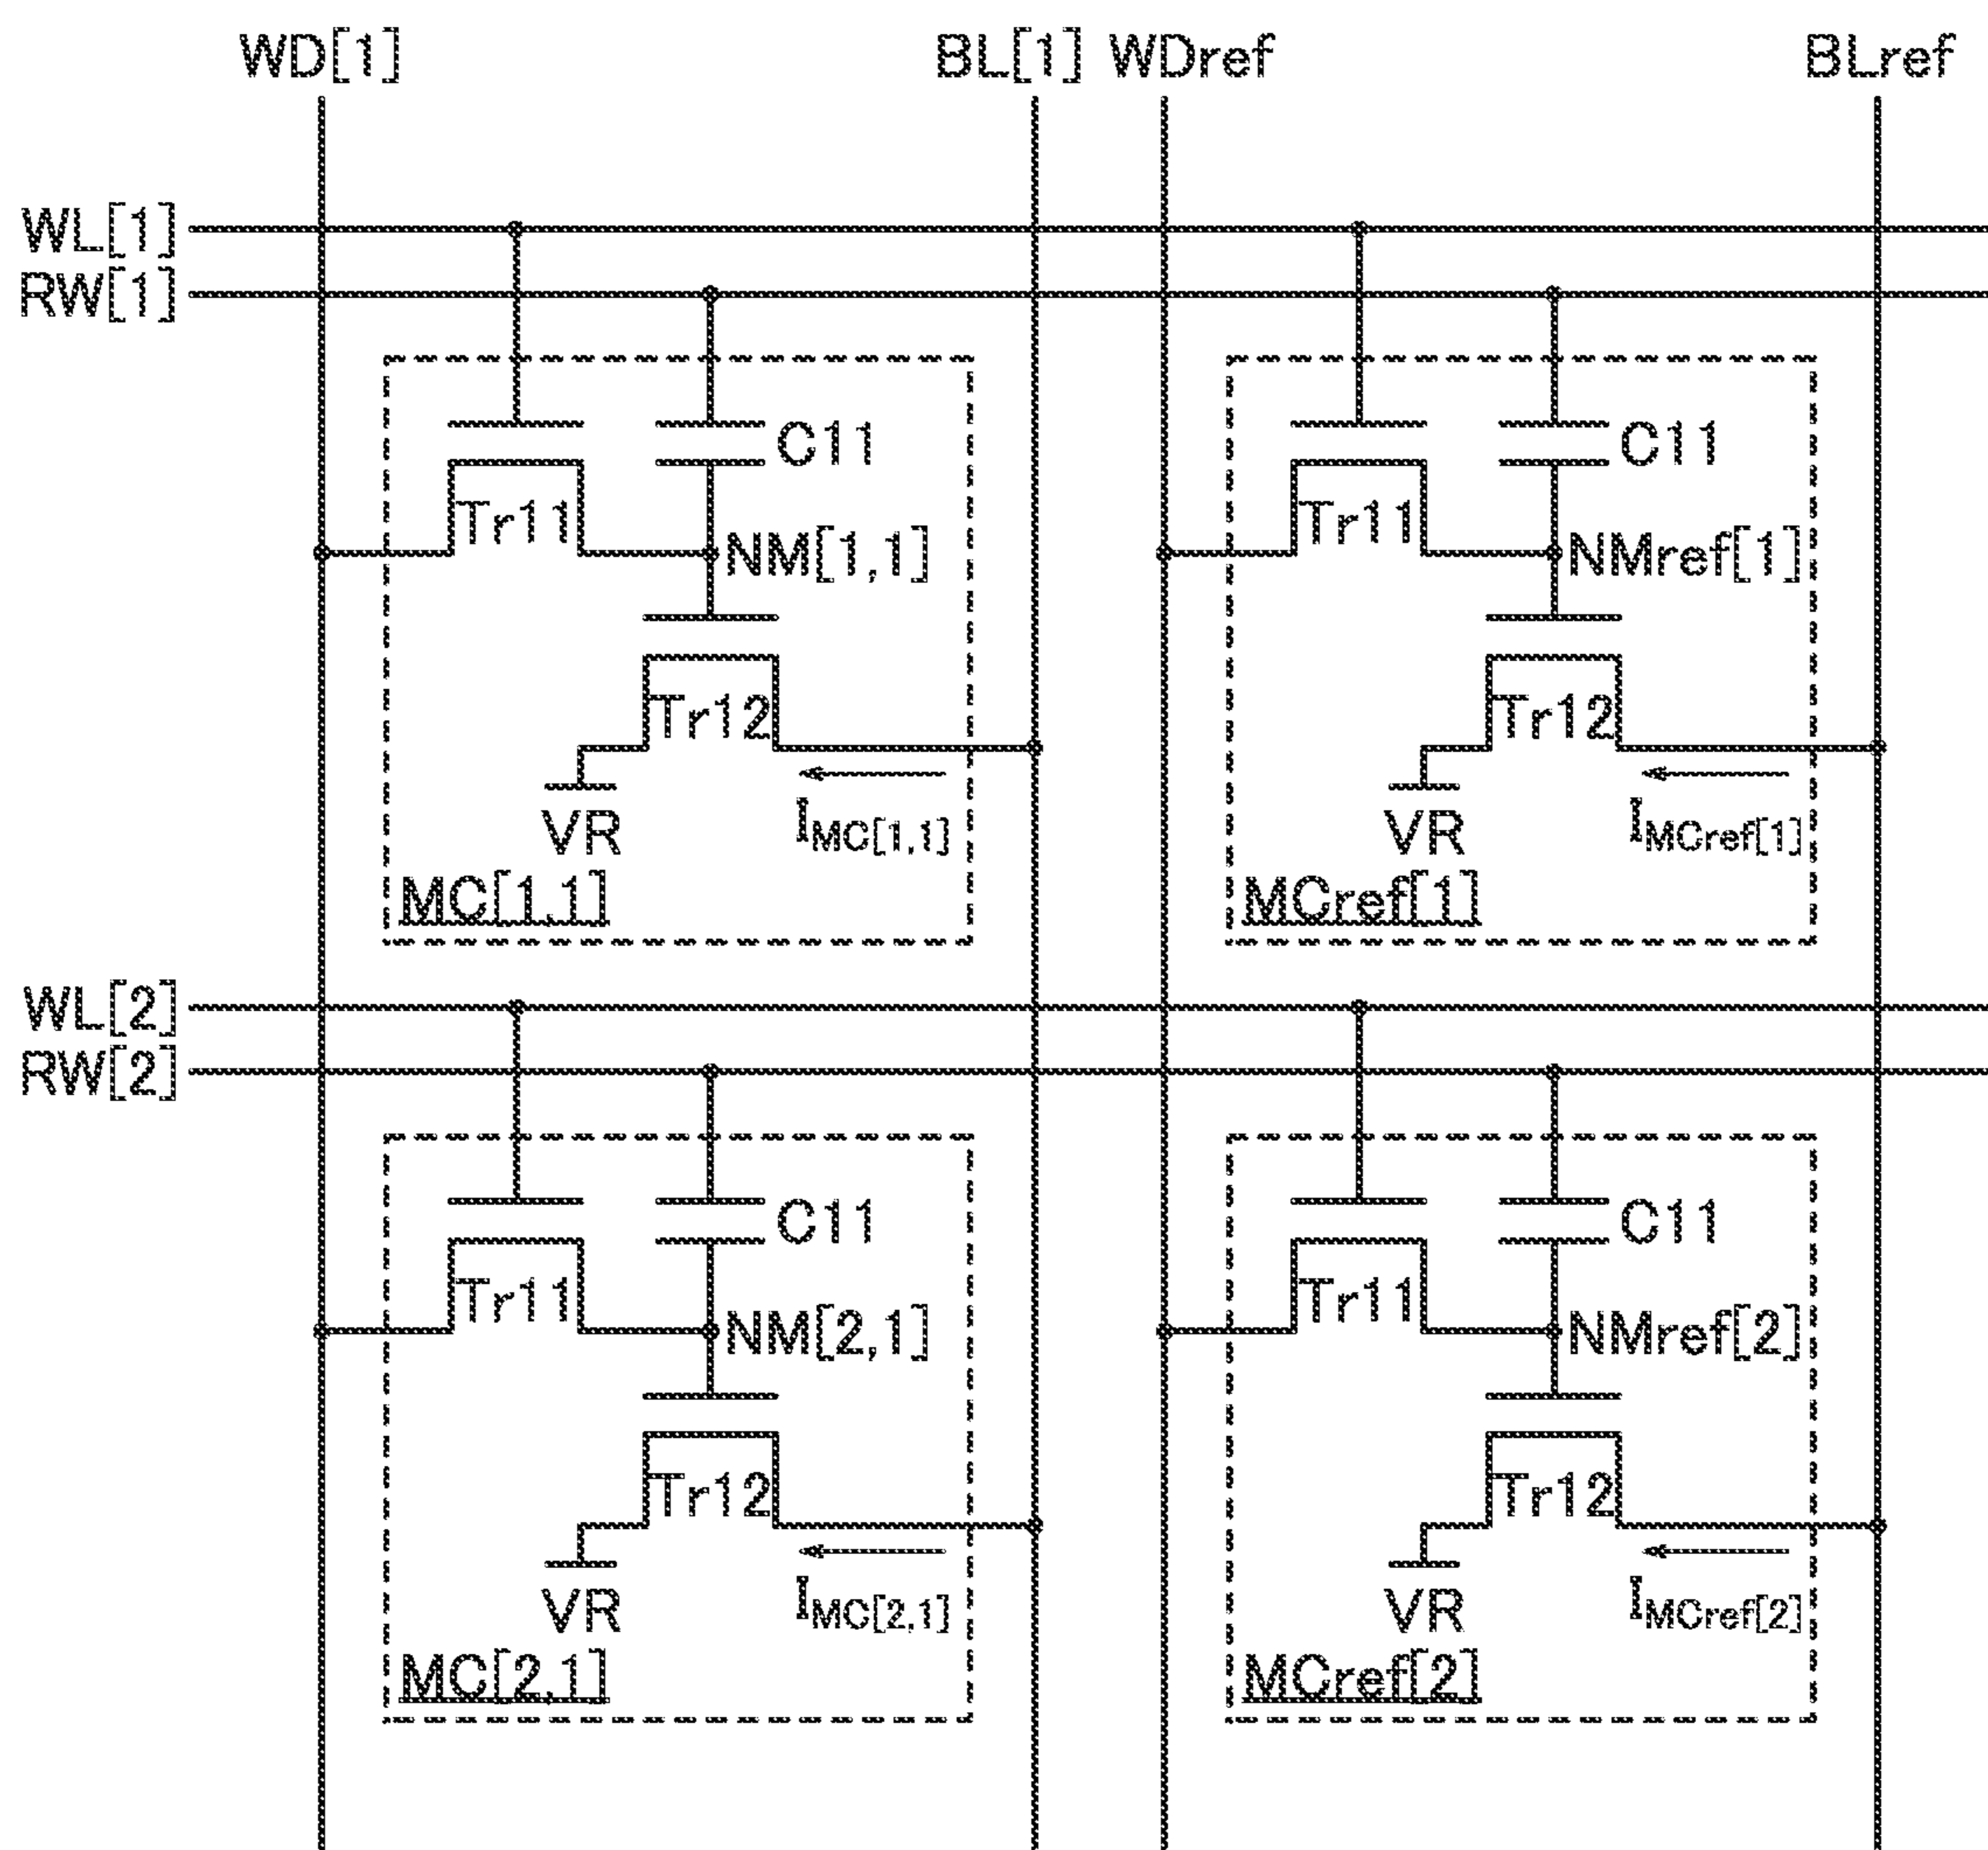 WD[1] BL[1] WDref BLref
WL[1]
RW[1]
C11 C11
Tr11 Tr11
NM[1,1] NMref[1]
Tr12 Tr12
VR IMC[1,1] VR IMCref[1]
MC[1,1] MCref[1]
WL[2]
RW[2]
C11 C11
Tr11 Tr11
NM[2,1] NMref[2]
Tr12 Tr12
VR IMC[2,1] VR IMCref[2]
MC[2,1] MCref[2]